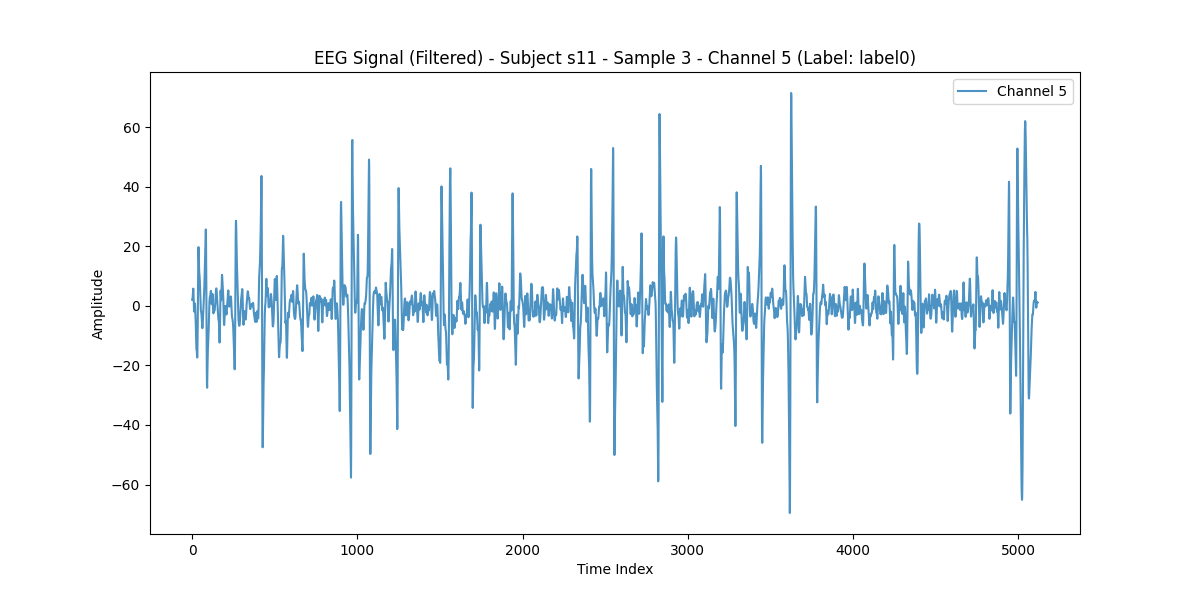 EEG Signal (Filtered) - Subject s11 - Sample 3 - Channel 5 (Label: label0)
Channel 5
60
40
20
0
−20
−40
−60
Amplitude
0 1000 2000 3000 4000 5000
Time Index